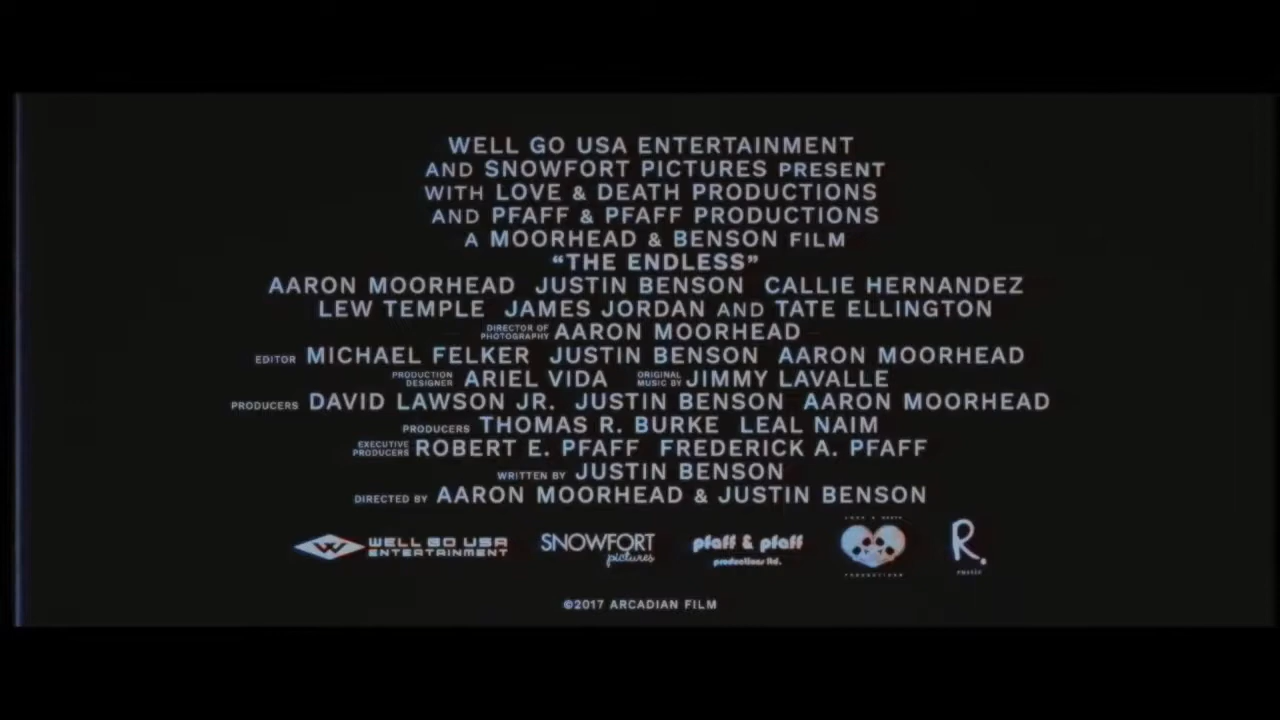 WELL GO USA ENTERTAINMENT
AND SNOWFORT PICTURES PRESENT
WITH LOVE & DEATH PRODUCTIONS
AND PFAFF & PFAFF PRODUCTIONS
A MOORHEAD & BENSON FILM
“THE ENDLESS”
AARON MOORHEAD JUSTIN BENSON CALLIE HERNANDEZ
LEW TEMPLE JAMES JORDAN AND TATE ELLINGTON
DIRECTOR OF PHOTOGRAPHY AARON MOORHEAD
EDITOR MICHAEL FELKER JUSTIN BENSON AARON MOORHEAD
PRODUCTION DESIGNER ARIEL VIDA ORIGINAL MUSIC BY JIMMY LAVALLE
PRODUCERS DAVID LAWSON JR. JUSTIN BENSON AARON MOORHEAD
PRODUCERS THOMAS R. BURKE LEAL NAIM
EXECUTIVE PRODUCERS ROBERT E. PFAFF FREDERICK A. PFAFF
WRITTEN BY JUSTIN BENSON
DIRECTED BY AARON MOORHEAD & JUSTIN BENSON
WELL GO USA ENTERTAINMENT
SNOWFORT pictures
pfaff & pfaff productions ltd.
PRODUCTIONS
R.
©2017 ARCADIAN FILM